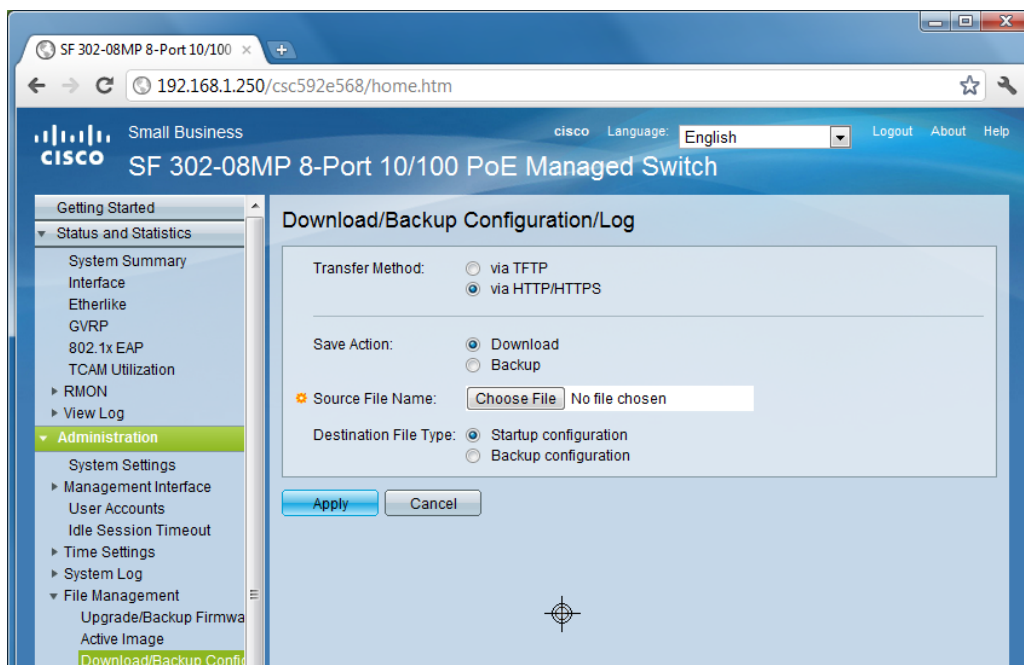 SF 302-08MP 8-Port 10/100
192.168.1.250/csc592e568/home.htm
Small Business
cisco Language: English Logout About Help
CISCO
SF 302-08MP 8-Port 10/100 PoE Managed Switch
Getting Started
Status and Statistics
System Summary
Interface
Etherlike
GVRP
802.1x EAP
TCAM Utilization
RMON
View Log
Administration
System Settings
Management Interface
User Accounts
Idle Session Timeout
Time Settings
System Log
File Management
Upgrade/Backup Firmwa
Active Image
Download/Backup Config
Download/Backup Configuration/Log
Transfer Method: via TFTP
via HTTP/HTTPS
Save Action: Download
Backup
Source File Name: Choose File No file chosen
Destination File Type: Startup configuration
Backup configuration
Apply Cancel